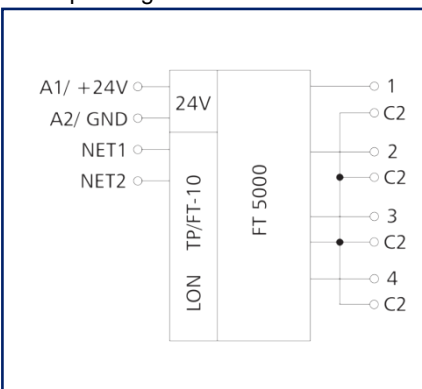 A1/ +24V
A2/ GND
NET1
NET2
24V
LON TP/FT-10
FT 5000
1
C2
2
C2
3
C2
4
C2